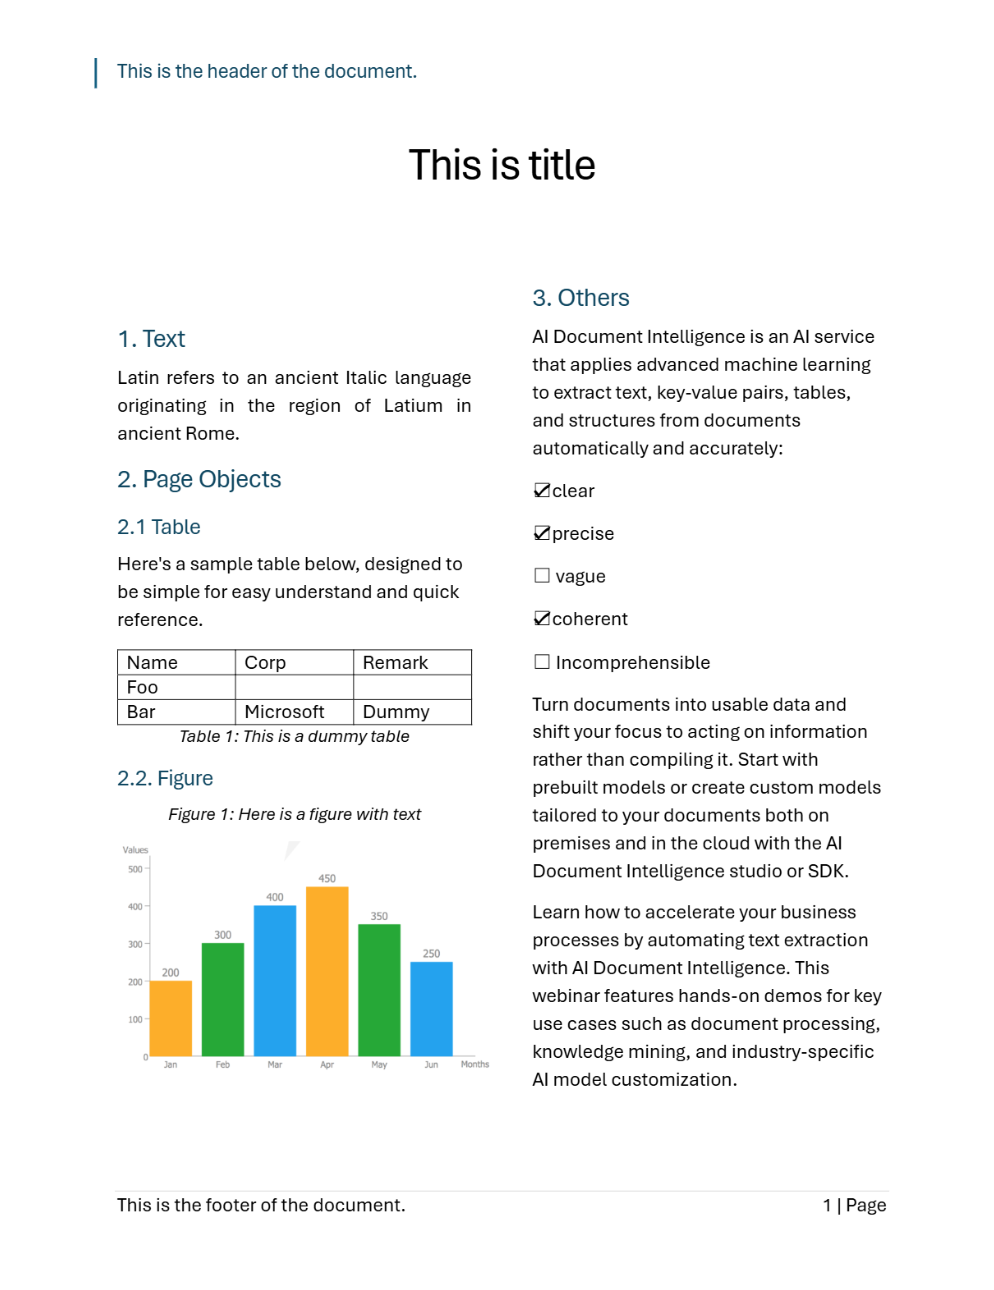 This is the header of the document.
This is title
1. Text
Latin refers to an ancient Italic language
originating in the region of Latium in
ancient Rome.
2. Page Objects
2.1 Table
Here's a sample table below, designed to
be simple for easy understand and quick
reference.
Name Corp Remark
Foo
Bar Microsoft Dummy
Table 1: This is a dummy table
2.2. Figure
Figure 1: Here is a figure with text
Values
500
400
300
200
100
0
200
300
400
450
350
250
Jan Feb Mar Apr May Jun Months
3. Others
AI Document Intelligence is an AI service
that applies advanced machine learning
to extract text, key-value pairs, tables,
and structures from documents
automatically and accurately:
☑clear
☑precise
☐ vague
☑coherent
☐ Incomprehensible
Turn documents into usable data and
shift your focus to acting on information
rather than compiling it. Start with
prebuilt models or create custom models
tailored to your documents both on
premises and in the cloud with the AI
Document Intelligence studio or SDK.
Learn how to accelerate your business
processes by automating text extraction
with AI Document Intelligence. This
webinar features hands-on demos for key
use cases such as document processing,
knowledge mining, and industry-specific
AI model customization.
This is the footer of the document.
1 | Page